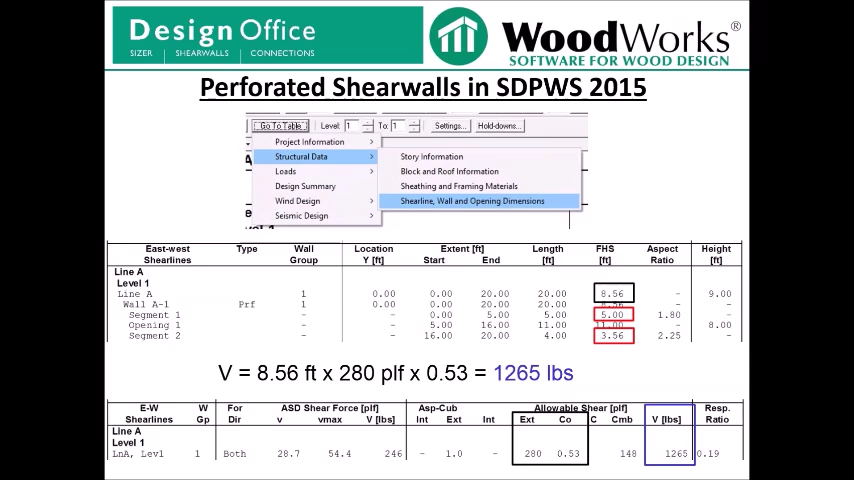 Design Office
SIZER | SHEARWALLS | CONNECTIONS
WoodWorks®
SOFTWARE FOR WOOD DESIGN
Perforated Shearwalls in SDPWS 2015
Go To Table Level: 1 To: 1 Settings... Hold-downs...
Project Information >
Structural Data > Story Information
Loads > Block and Roof Information
Design Summary Sheathing and Framing Materials
Wind Design > Shearline, Wall and Opening Dimensions
Seismic Design >
Level 1
East-west Type Wall Location Extent [ft] Length FHS Aspect Height
Shearlines Group Y [ft] Start End [ft] [ft] Ratio [ft]
Line A
Level 1
Line A 1 0.00 0.00 20.00 20.00 8.56 - 9.00
Wall A-1 Prf 1 0.00 0.00 20.00 20.00 8.56 - -
Segment 1 - - 0.00 5.00 5.00 5.00 1.80 -
Opening 1 - - 5.00 16.00 11.00 11.00 - 8.00
Segment 2 - - 16.00 20.00 4.00 3.56 2.25 -
V = 8.56 ft x 280 plf x 0.53 = 1265 lbs
E-W W For ASD Shear Force [plf] Asp-Cub Allowable Shear [plf] Resp.
Shearlines Gp Dir v vmax V [lbs] Int Ext Int Ext Co C Cmb V [lbs] Ratio
Line A
Level 1
LnA, Lev1 1 Both 28.7 54.4 246 - 1.0 - 280 0.53 148 1265 0.19